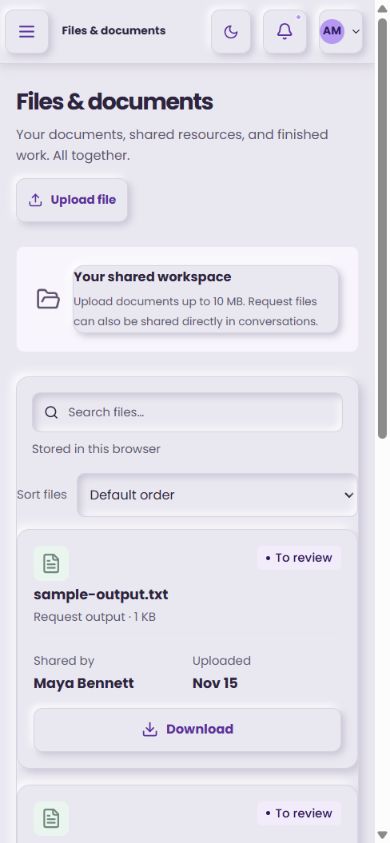 Files & documents
AM
Files & documents
Your documents, shared resources, and finished
work. All together.
Upload file
Your shared workspace
Upload documents up to 10 MB. Request files
can also be shared directly in conversations.
Search files...
Stored in this browser
Sort files
Default order
• To review
sample-output.txt
Request output · 1 KB
Shared by
Uploaded
Maya Bennett
Nov 15
Download
• To review